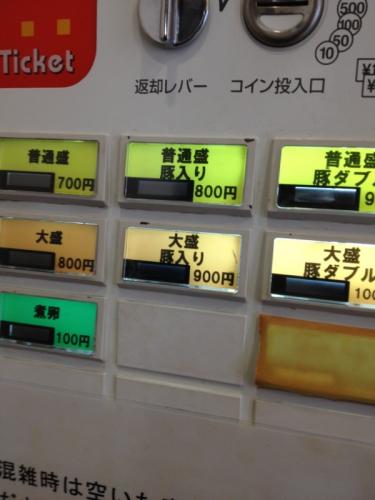 Ticket
返却レバー
コイン投入口
500
100
50
10
普通盛
700円
普通盛
豚入り
800円
普通盛
豚ダブル
9
大盛
800円
大盛
豚入り
900円
大盛
豚ダブル
100
煮卵
100円
混雑時は空いた